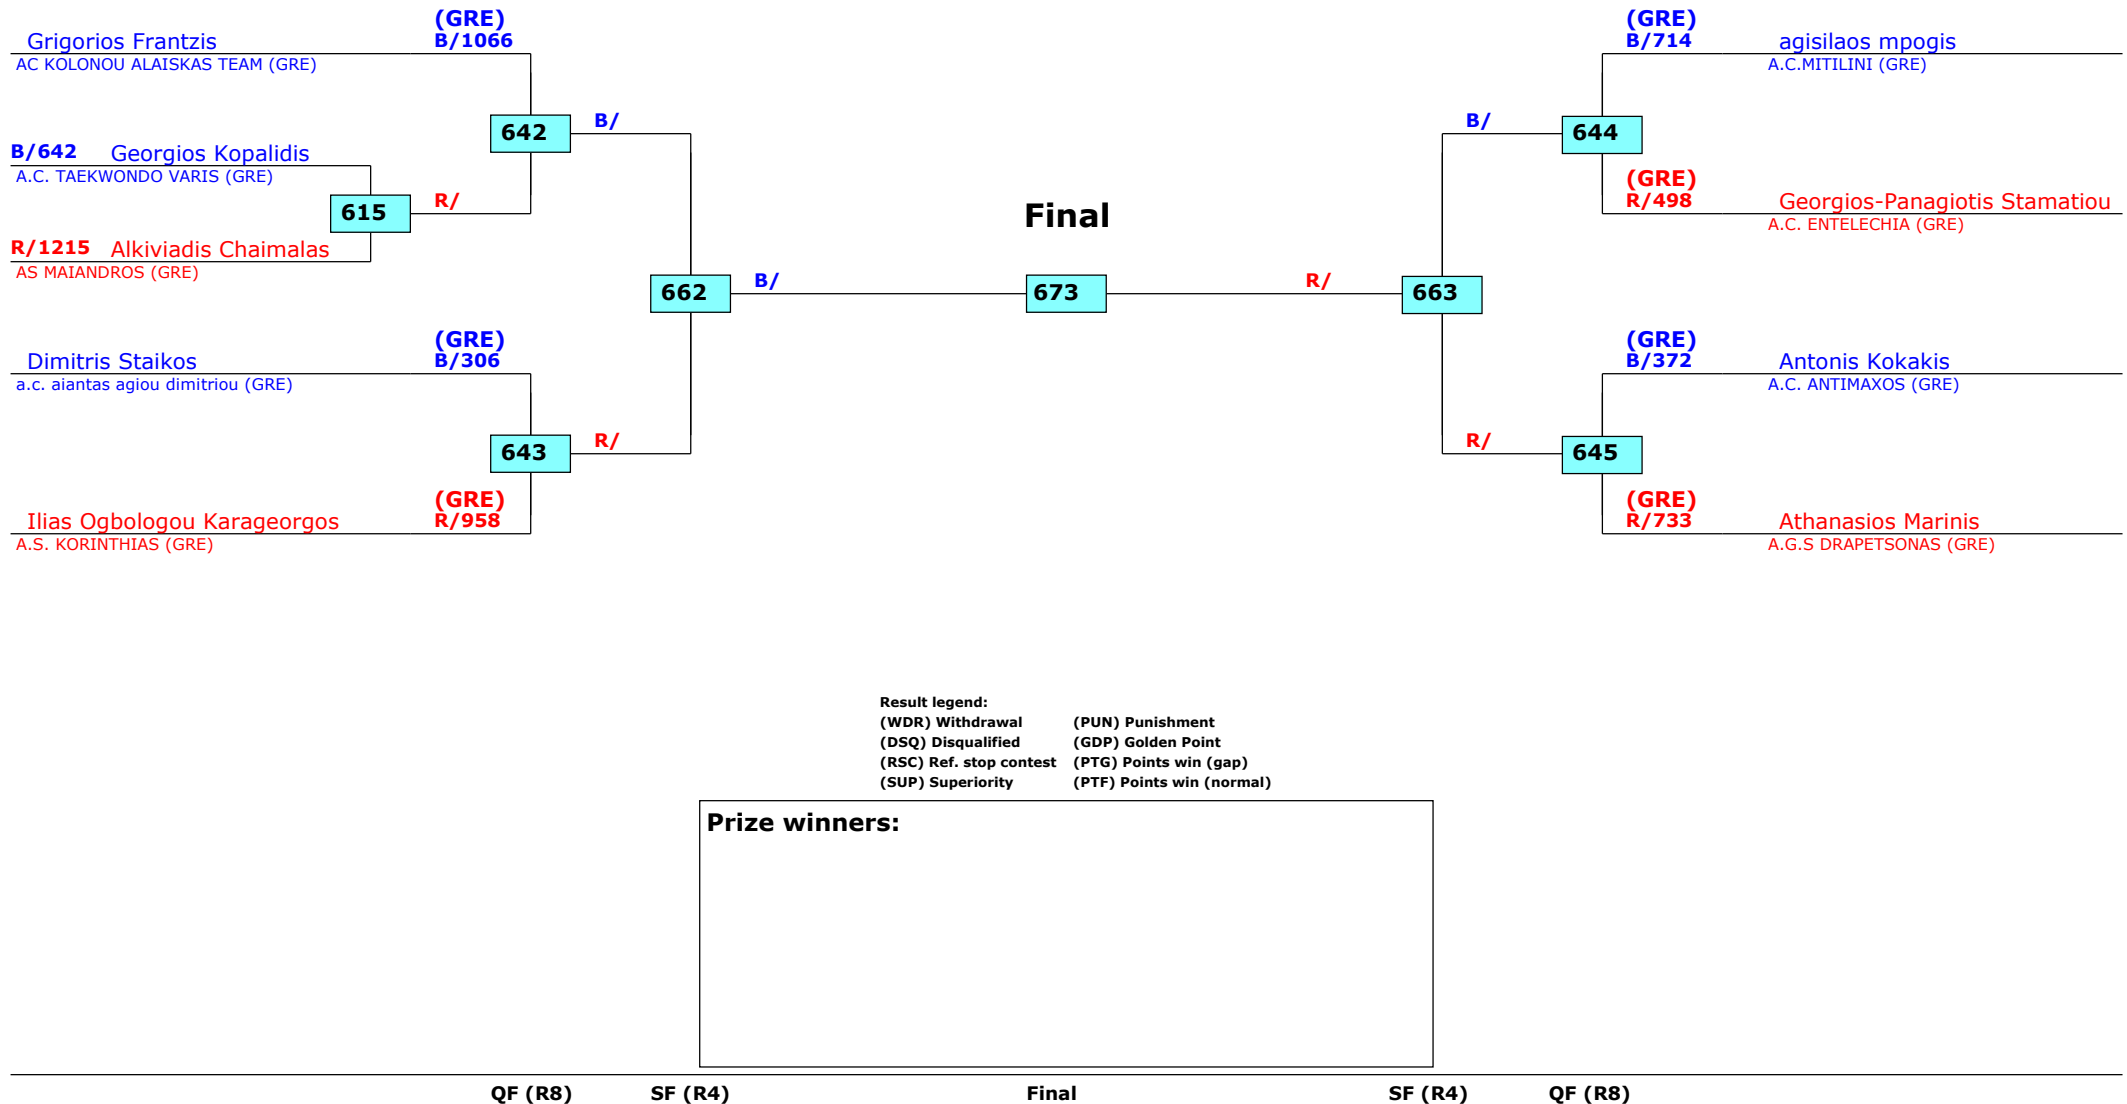 (GRE)
Grigorios Frantzis B/1066
AC KOLONOU ALAISKAS TEAM (GRE)
642 B/
B/642 Georgios Kopalidis
A.C. TAEKWONDO VARIS (GRE)
615 R/
R/1215 Alkiviadis Chaimalas
AS MAIANDROS (GRE)
662 B/
(GRE)
Dimitris Staikos B/306
a.c. aiantas agiou dimitriou (GRE)
643 R/
(GRE)
Ilias Ogbologou Karageorgos R/958
A.S. KORINTHIAS (GRE)
Final
673
(GRE)
B/714 agisilaos mpogis
A.C.MITILINI (GRE)
B/ 644
(GRE)
R/498 Georgios-Panagiotis Stamatiou
A.C. ENTELECHIA (GRE)
R/ 663
(GRE)
B/372 Antonis Kokakis
A.C. ANTIMAXOS (GRE)
R/ 645
(GRE)
R/733 Athanasios Marinis
A.G.S DRAPETSONAS (GRE)
Result legend:
(WDR) Withdrawal (PUN) Punishment
(DSQ) Disqualified (GDP) Golden Point
(RSC) Ref. stop contest (PTG) Points win (gap)
(SUP) Superiority (PTF) Points win (normal)
Prize winners:
QF (R8) SF (R4) Final SF (R4) QF (R8)